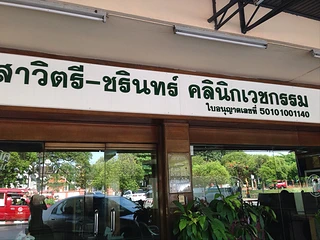 สาวิตรี-ชรินทร์ คลินิกเวชกรรม
ใบอนุญาตเลขที่ 50101001140